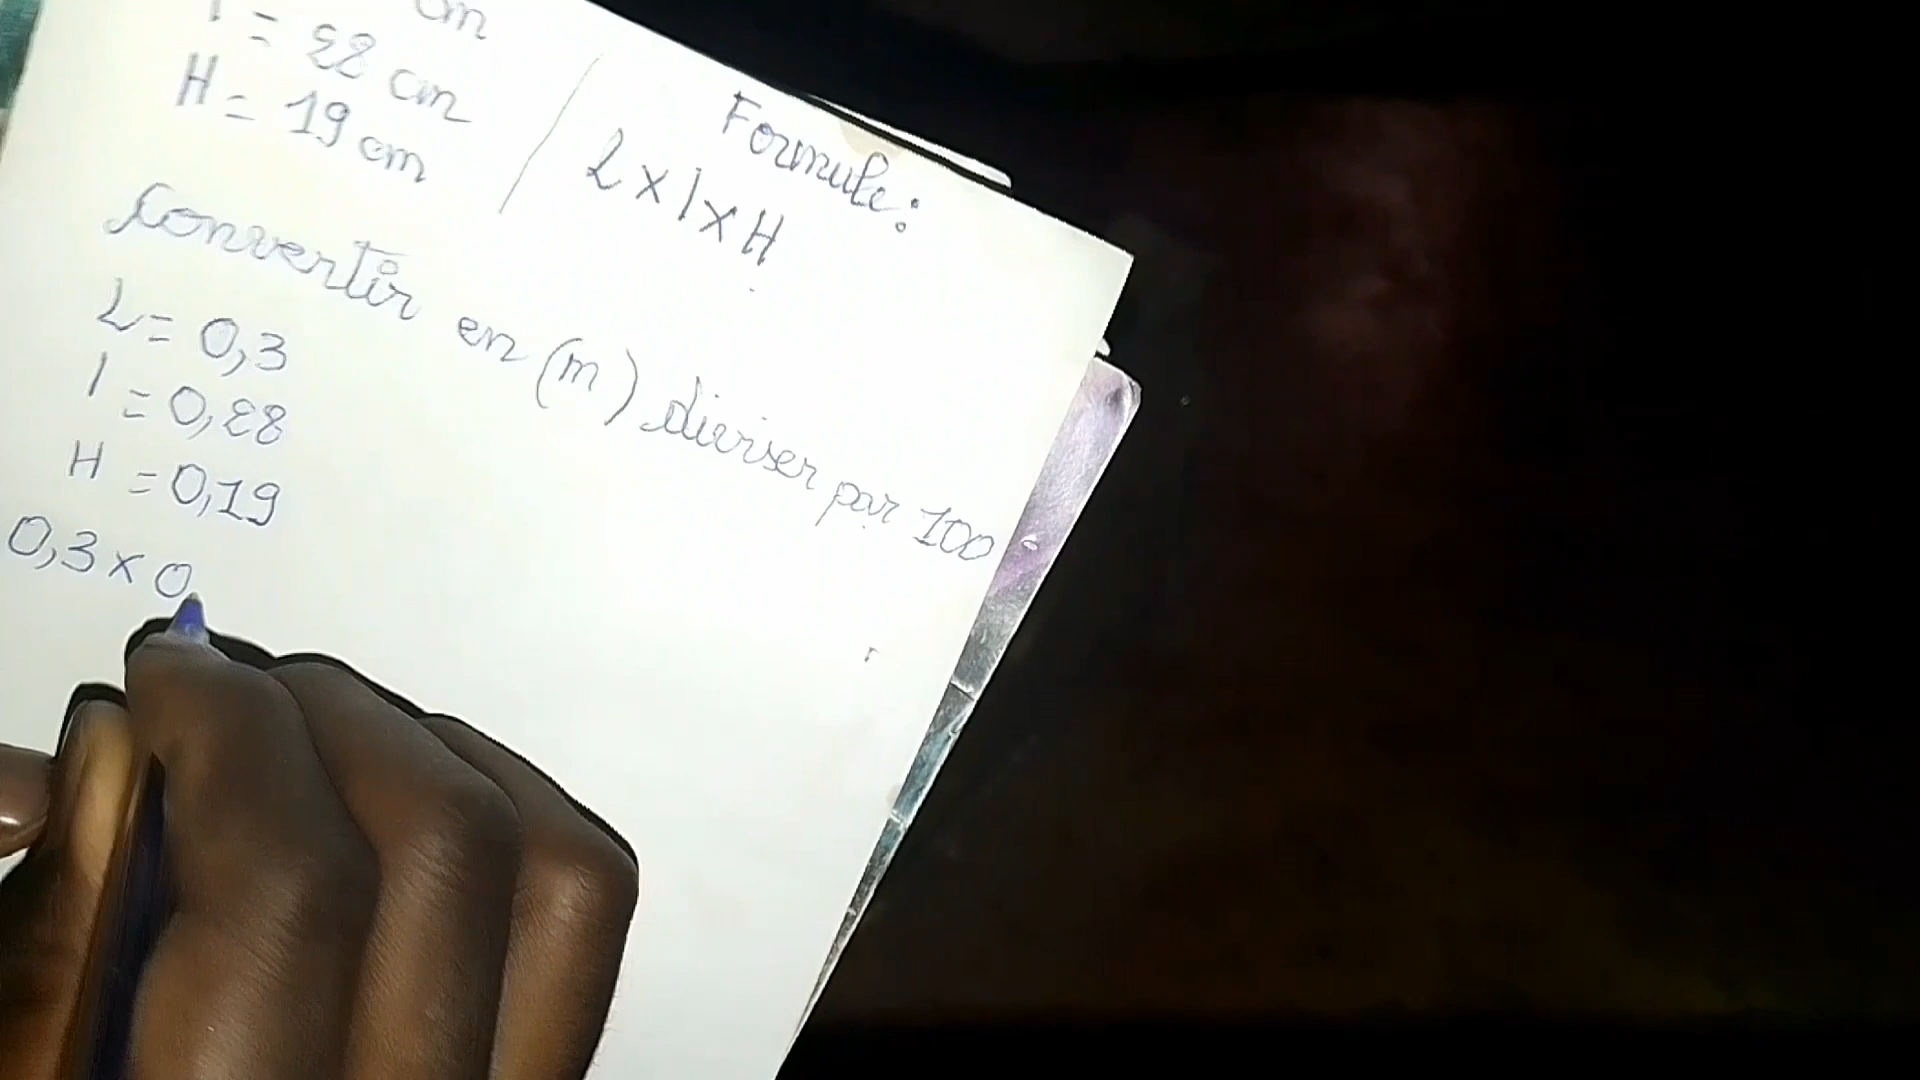 cm
l = 28 cm
H = 19 cm
Formule:
L x l x H
Convertir en (m) diviser par 100
L = 0,3
l = 0,28
H = 0,19
0,3 x 0,